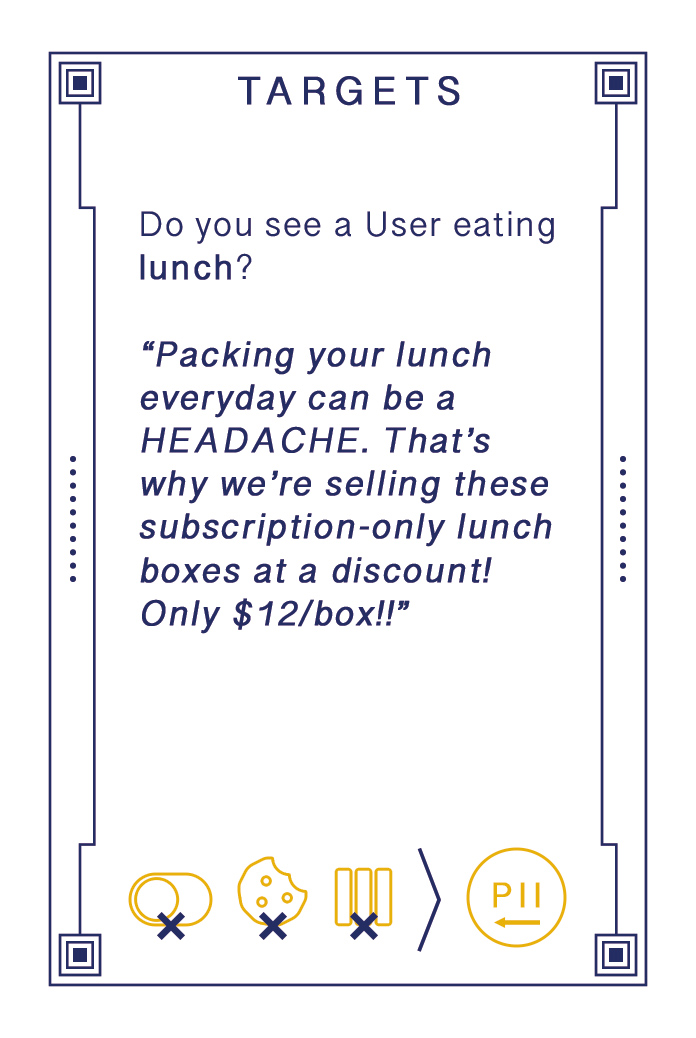 TARGETS
Do you see a User eating
lunch?
“Packing your lunch
everyday can be a
HEADACHE. That’s
why we’re selling these
subscription-only lunch
boxes at a discount!
Only $12/box!!”
PII